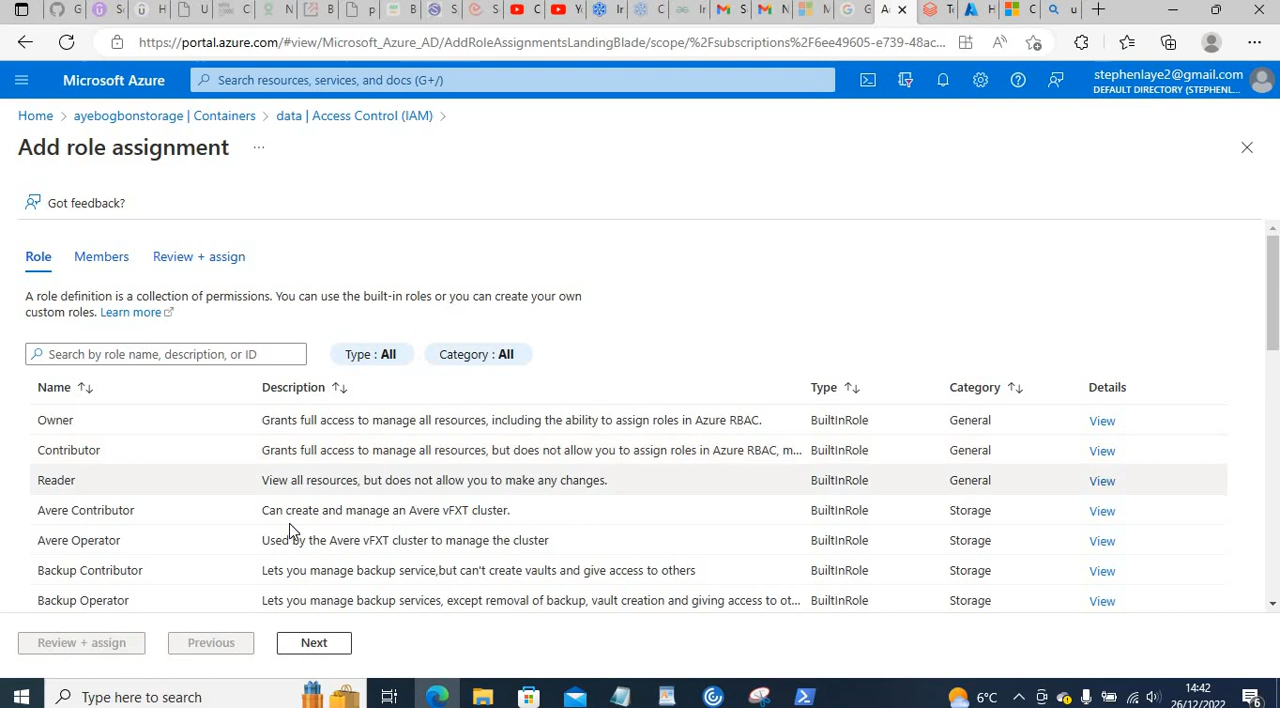 https://portal.azure.com/#view/Microsoft_Azure_AD/AddRoleAssignmentsLandingBlade/scope/%2Fsubscriptions%2F6ee49605-e739-48ac...
Microsoft Azure
Search resources, services, and docs (G+/)
stephenlaye2@gmail.com
DEFAULT DIRECTORY (STEPHENL...
Home > ayebogbonstorage | Containers > data | Access Control (IAM) >
Add role assignment ...
Got feedback?
Role Members Review + assign
A role definition is a collection of permissions. You can use the built-in roles or you can create your own
custom roles. Learn more
Search by role name, description, or ID Type : All Category : All
Name Description Type Category Details
Owner Grants full access to manage all resources, including the ability to assign roles in Azure RBAC. BuiltInRole General View
Contributor Grants full access to manage all resources, but does not allow you to assign roles in Azure RBAC, m... BuiltInRole General View
Reader View all resources, but does not allow you to make any changes. BuiltInRole General View
Avere Contributor Can create and manage an Avere vFXT cluster. BuiltInRole Storage View
Avere Operator Used by the Avere vFXT cluster to manage the cluster BuiltInRole Storage View
Backup Contributor Lets you manage backup service,but can't create vaults and give access to others BuiltInRole Storage View
Backup Operator Lets you manage backup services, except removal of backup, vault creation and giving access to ot... BuiltInRole Storage View
Review + assign Previous Next
Type here to search 6°C 14:42
26/12/2022